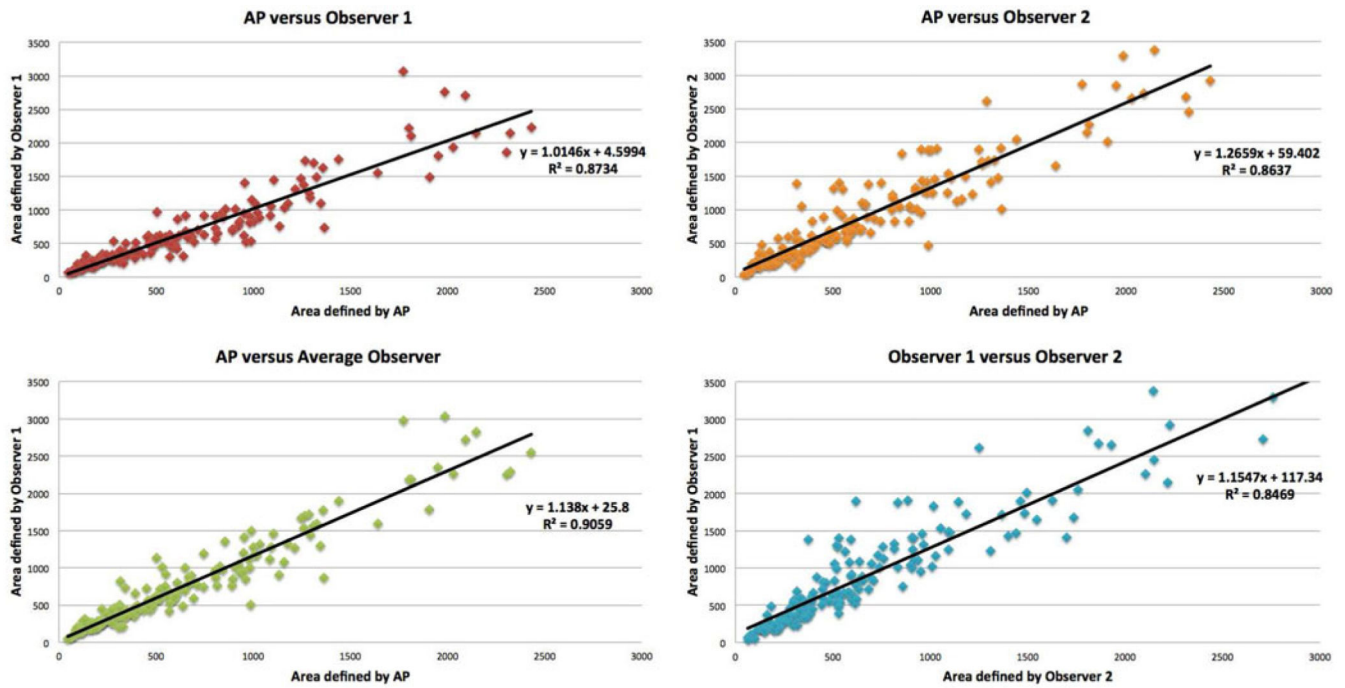 AP versus Observer 1
3500
3000
2500
2000
1500
1000
500
0
Area defined by Observer 1
y = 1.0146x + 4.5994
R² = 0.8734
0 500 1000 1500 2000 2500 3000
Area defined by AP
AP versus Observer 2
3500
3000
2500
2000
1500
1000
500
0
Area defined by Observer 2
y = 1.2659x + 59.402
R² = 0.8637
0 500 1000 1500 2000 2500 3000
Area defined by AP
AP versus Average Observer
3500
3000
2500
2000
1500
1000
500
0
Area defined by Observer 1
y = 1.138x + 25.8
R² = 0.9059
0 500 1000 1500 2000 2500 3000
Area defined by AP
Observer 1 versus Observer 2
3500
3000
2500
2000
1500
1000
500
0
Area defined by Observer 1
y = 1.1547x + 117.34
R² = 0.8469
0 500 1000 1500 2000 2500 3000
Area defined by Observer 2